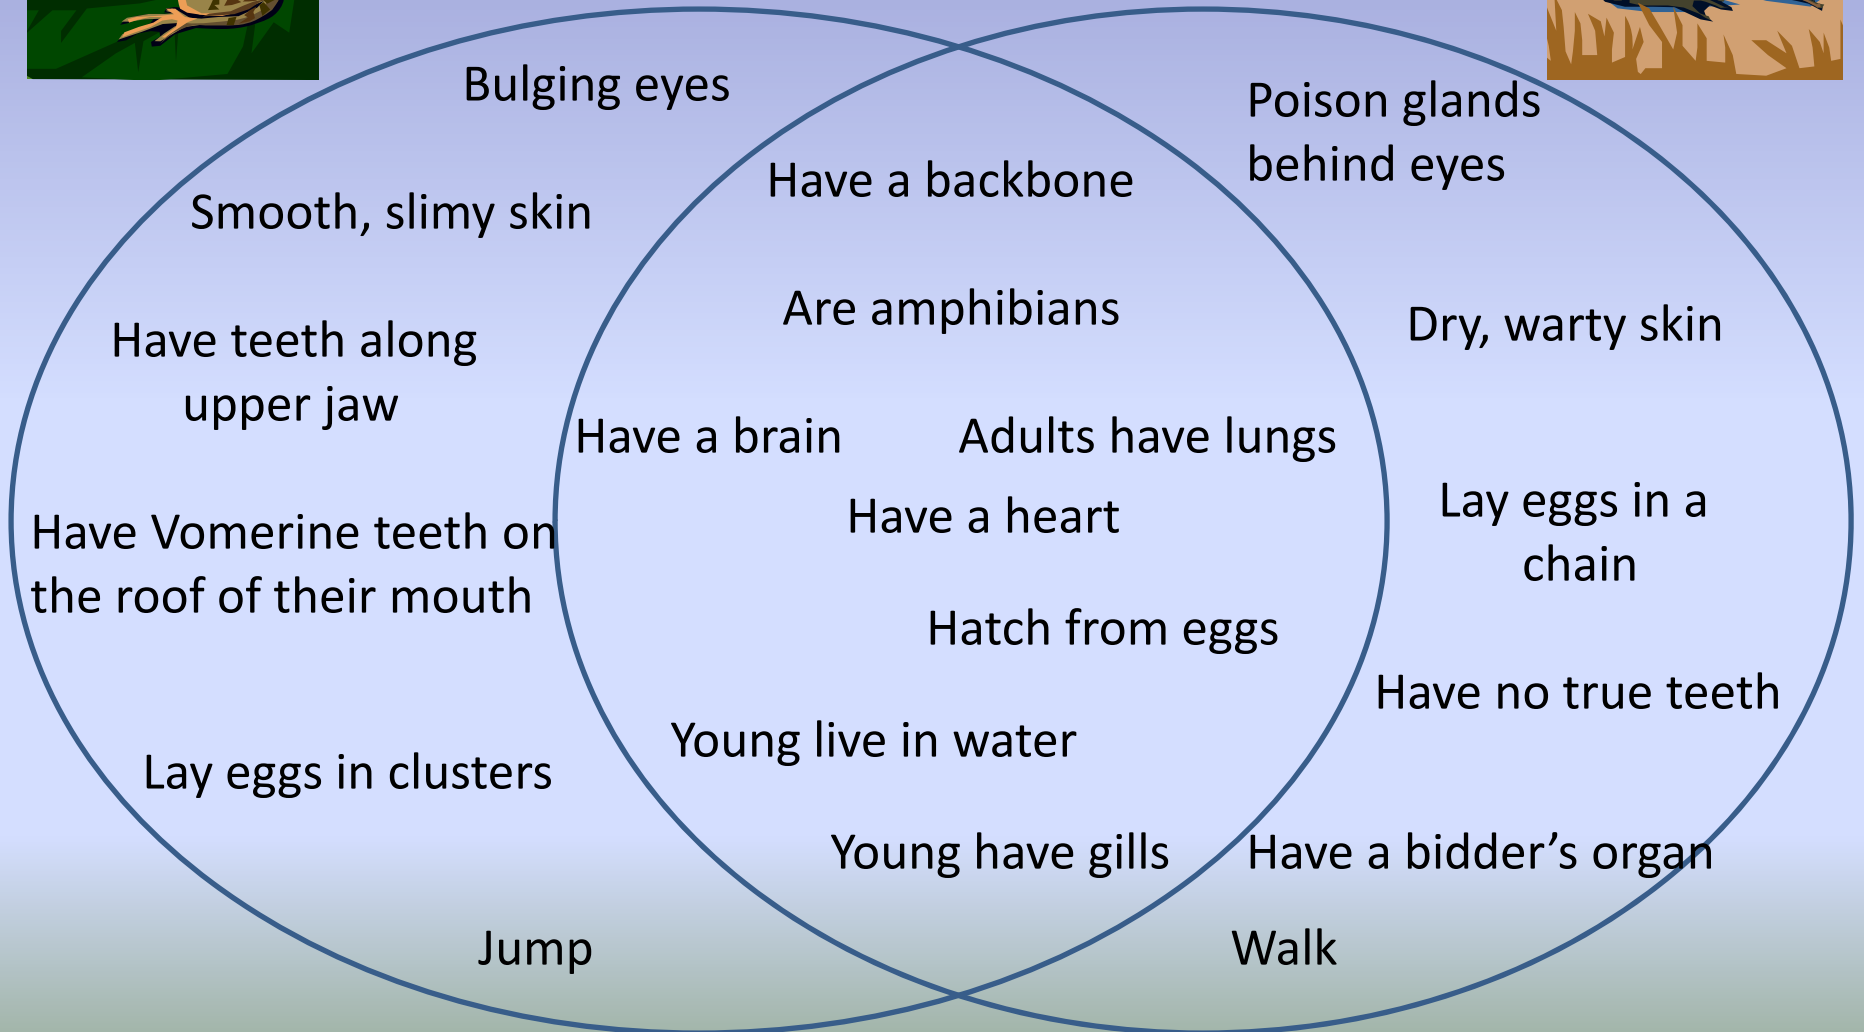 Bulging eyes
Smooth, slimy skin
Have teeth along
upper jaw
Have Vomerine teeth on
the roof of their mouth
Lay eggs in clusters
Jump
Have a backbone
Are amphibians
Have a brain
Adults have lungs
Have a heart
Hatch from eggs
Young live in water
Young have gills
Poison glands
behind eyes
Dry, warty skin
Lay eggs in a
chain
Have no true teeth
Have a bidder’s organ
Walk